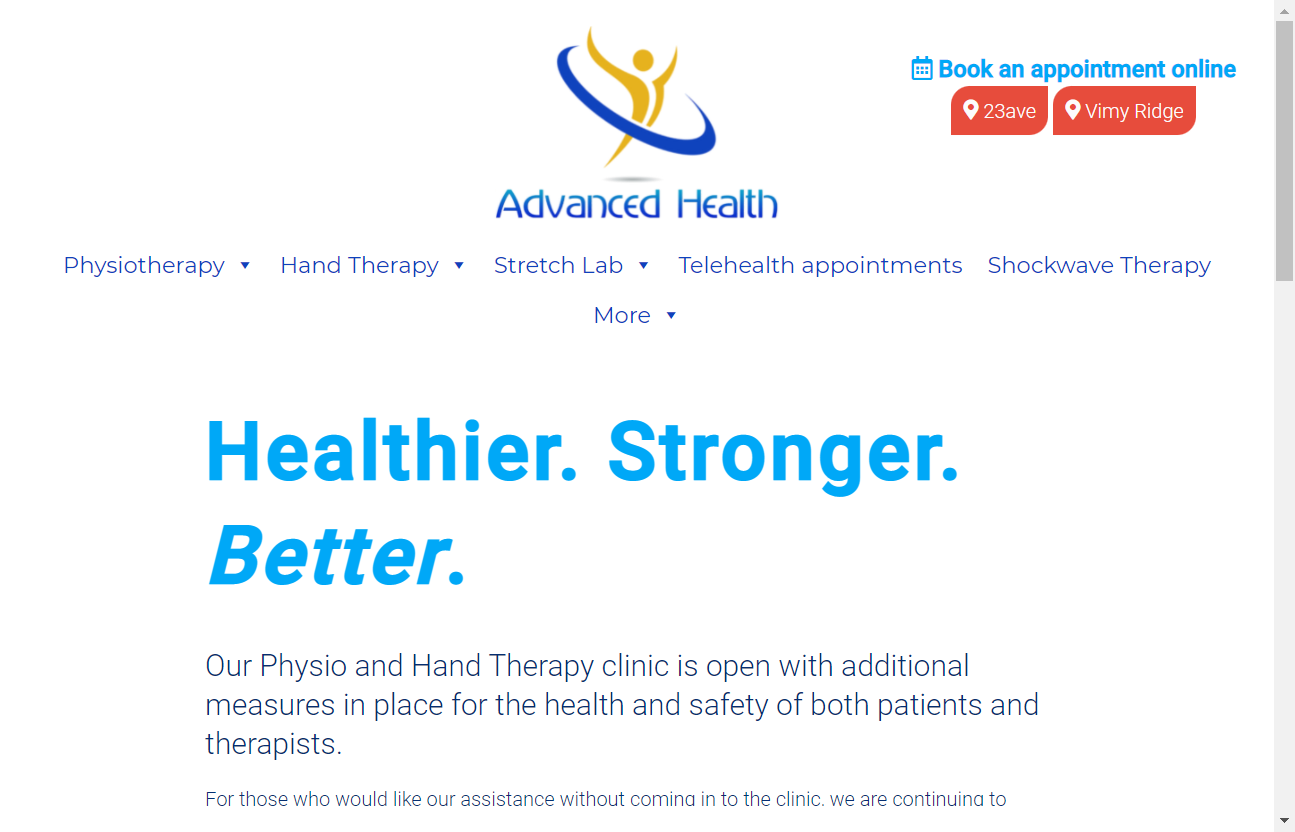 Book an appointment online
23ave
Vimy Ridge
Advanced Health
Physiotherapy
Hand Therapy
Stretch Lab
Telehealth appointments
Shockwave Therapy
More
Healthier. Stronger.
Better.
Our Physio and Hand Therapy clinic is open with additional
measures in place for the health and safety of both patients and
therapists.
For those who would like our assistance without coming in to the clinic, we are continuing to